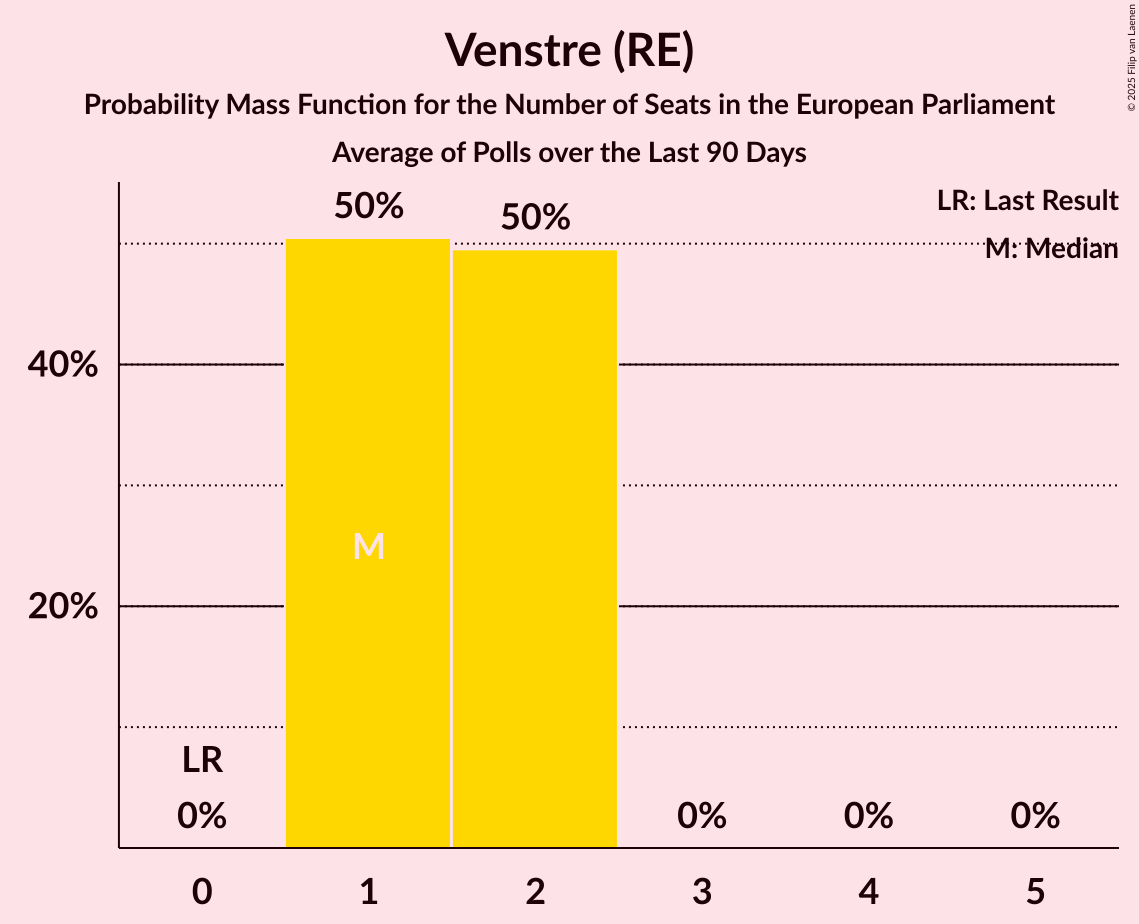 Venstre (RE)
Probability Mass Function for the Number of Seats in the European Parliament
Average of Polls over the Last 90 Days
© 2025 Filip van Laenen
LR: Last Result
M: Median
50%
50%
40%
20%
M
LR
0%
0%
0%
0%
0
1
2
3
4
5